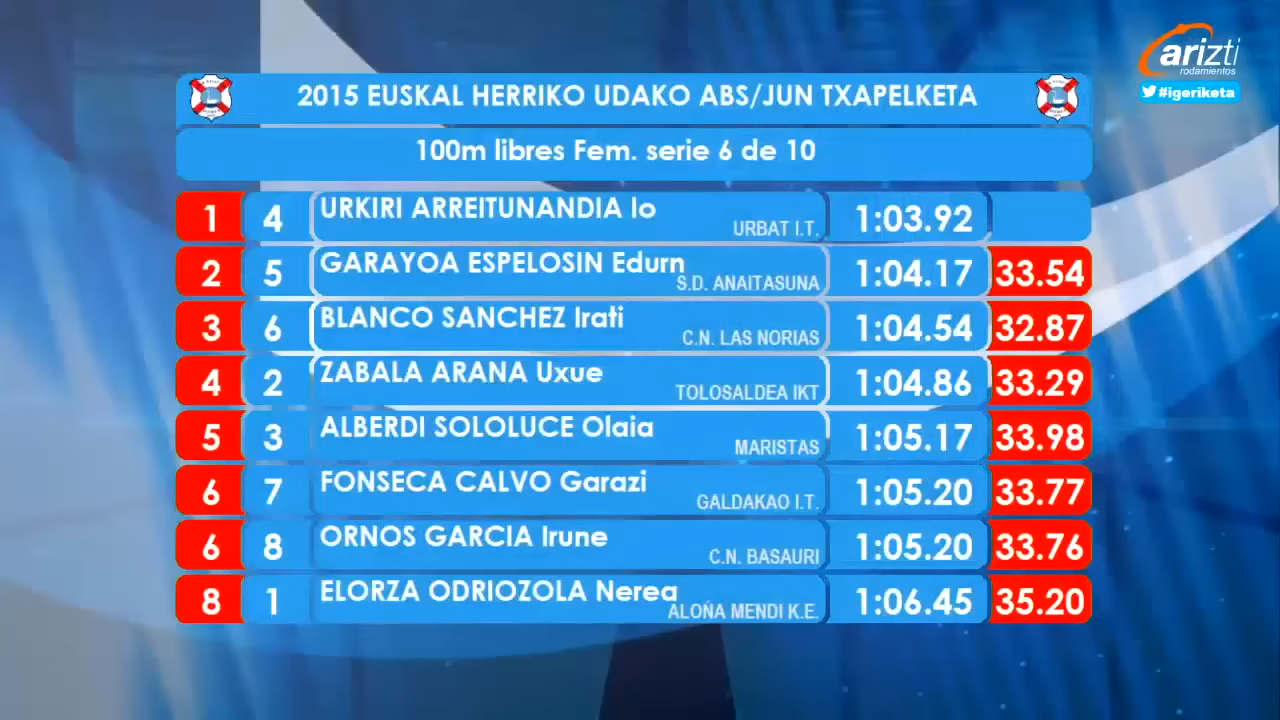 arizti
rodamientos
#igeriketa
2015 EUSKAL HERRIKO UDAKO ABS/JUN TXAPELKETA
100m libres Fem. serie 6 de 10
1 4 URKIRI ARREITUNANDIA Io URBAT I.T. 1:03.92
2 5 GARAYOA ESPELOSIN Edurn S.D. ANAITASUNA 1:04.17 33.54
3 6 BLANCO SANCHEZ Irati C.N. LAS NORIAS 1:04.54 32.87
4 2 ZABALA ARANA Uxue TOLOSALDEA IKT 1:04.86 33.29
5 3 ALBERDI SOLOLUCE Olaia MARISTAS 1:05.17 33.98
6 7 FONSECA CALVO Garazi GALDAKAO I.T. 1:05.20 33.77
6 8 ORNOS GARCIA Irune C.N. BASAURI 1:05.20 33.76
8 1 ELORZA ODRIOZOLA Nerea ALOÑA MENDI K.E. 1:06.45 35.20